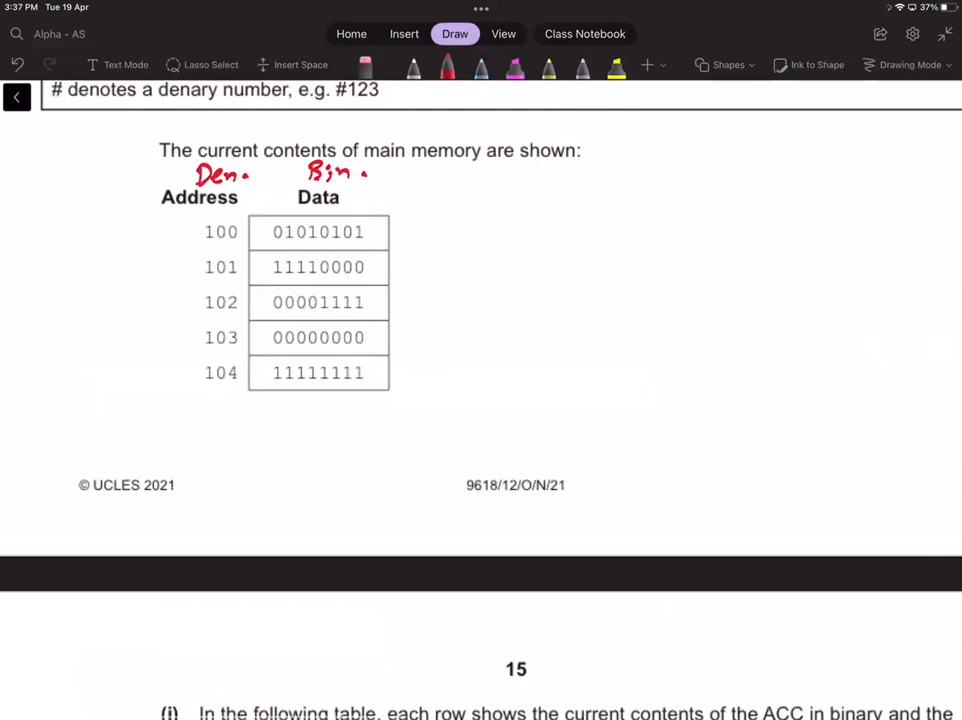 3:37 PM Tue 19 Apr 37%
Alpha - AS Home Insert Draw View Class Notebook
Text Mode Lasso Select Insert Space Shapes Ink to Shape Drawing Mode
# denotes a denary number, e.g. #123
The current contents of main memory are shown:
Den. Bin.
Address Data
100 01010101
101 11110000
102 00001111
103 00000000
104 11111111
© UCLES 2021 9618/12/O/N/21
15
(i) In the following table, each row shows the current contents of the ACC in binary and the